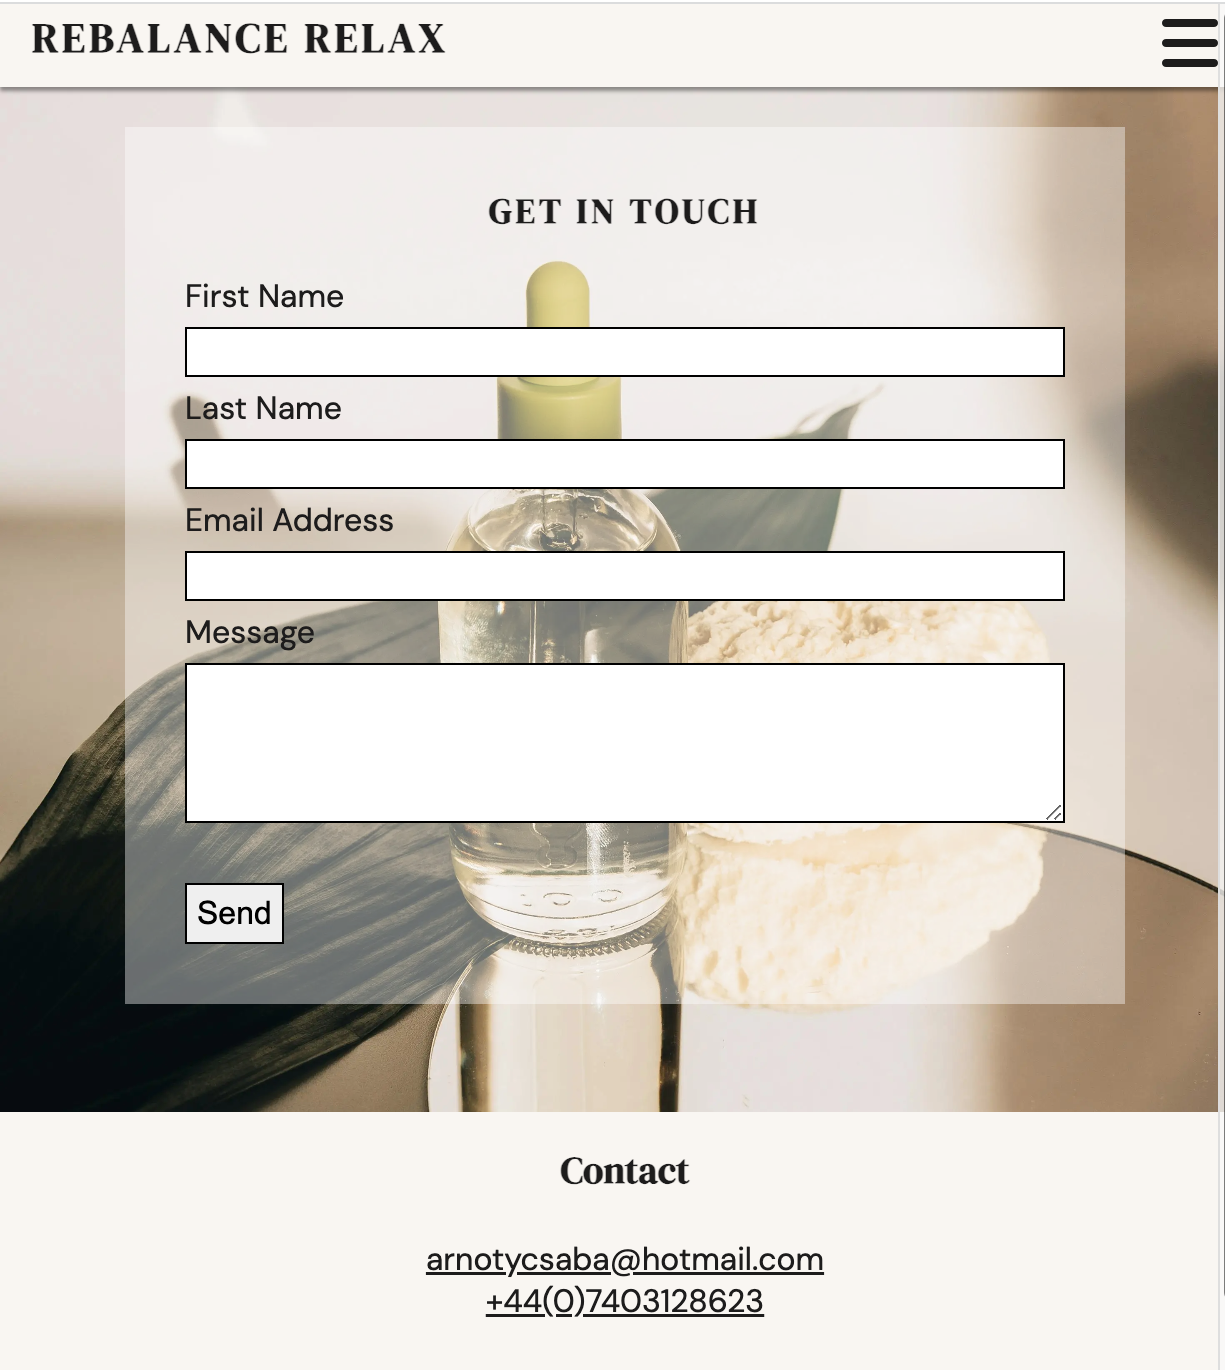 REBALANCE RELAX
GET IN TOUCH
First Name
Last Name
Email Address
Message
Send
Contact
arnotycsaba@hotmail.com
+44(0)7403128623